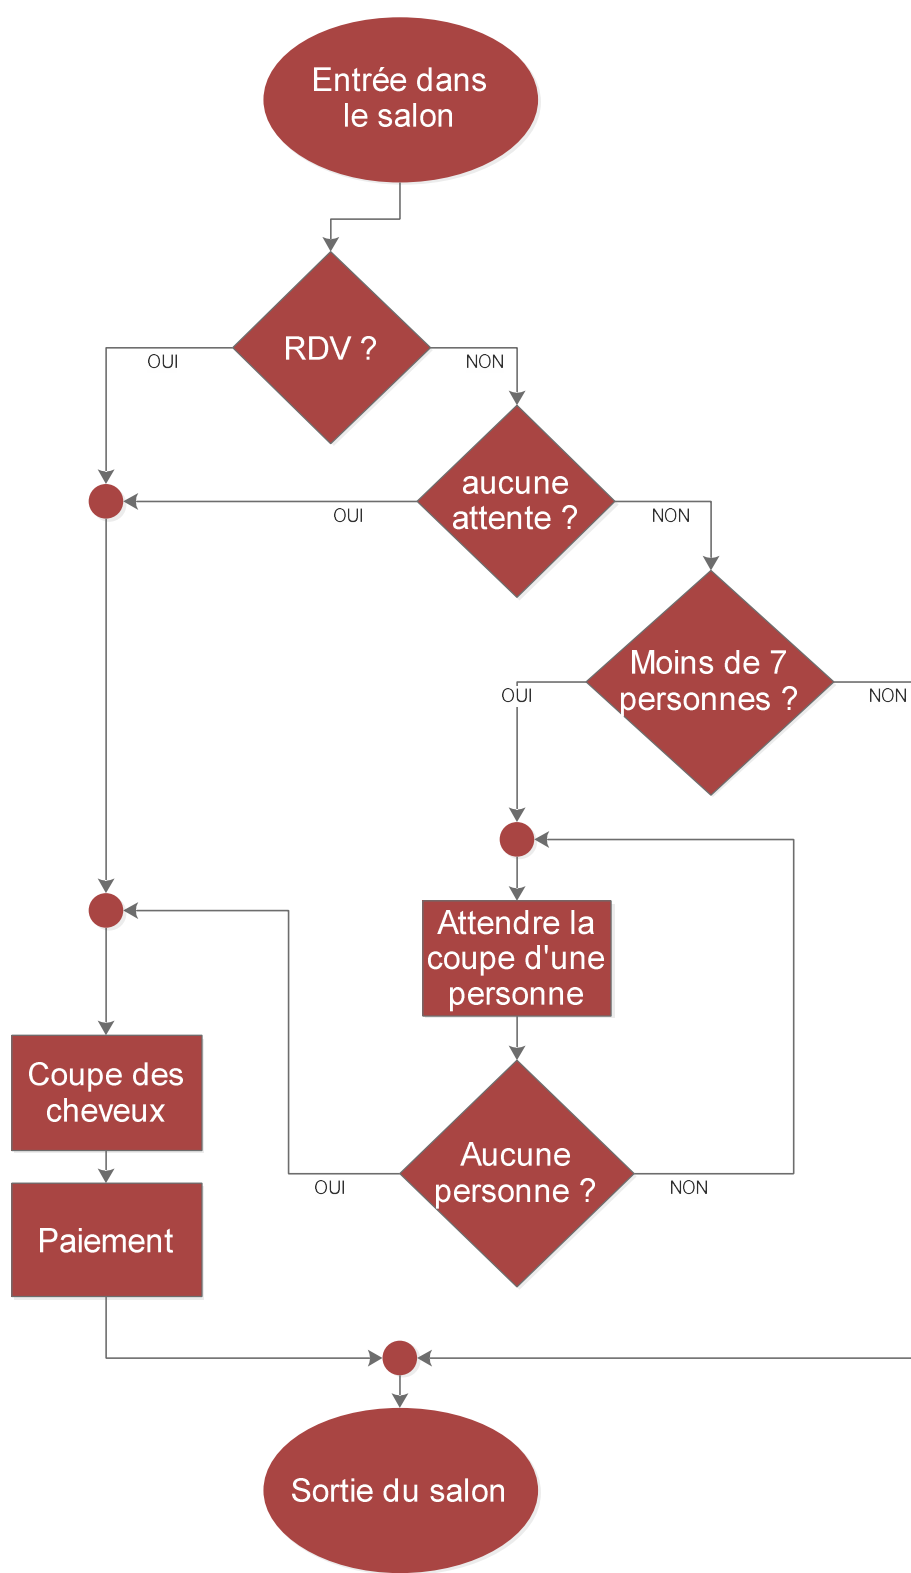 Entrée dans
le salon
RDV ?
OUI
NON
aucune
attente ?
OUI
NON
Moins de 7
personnes ?
OUI
NON
Attendre la
coupe d'une
personne
Coupe des
cheveux
Aucune
personne ?
OUI
NON
Paiement
Sortie du salon